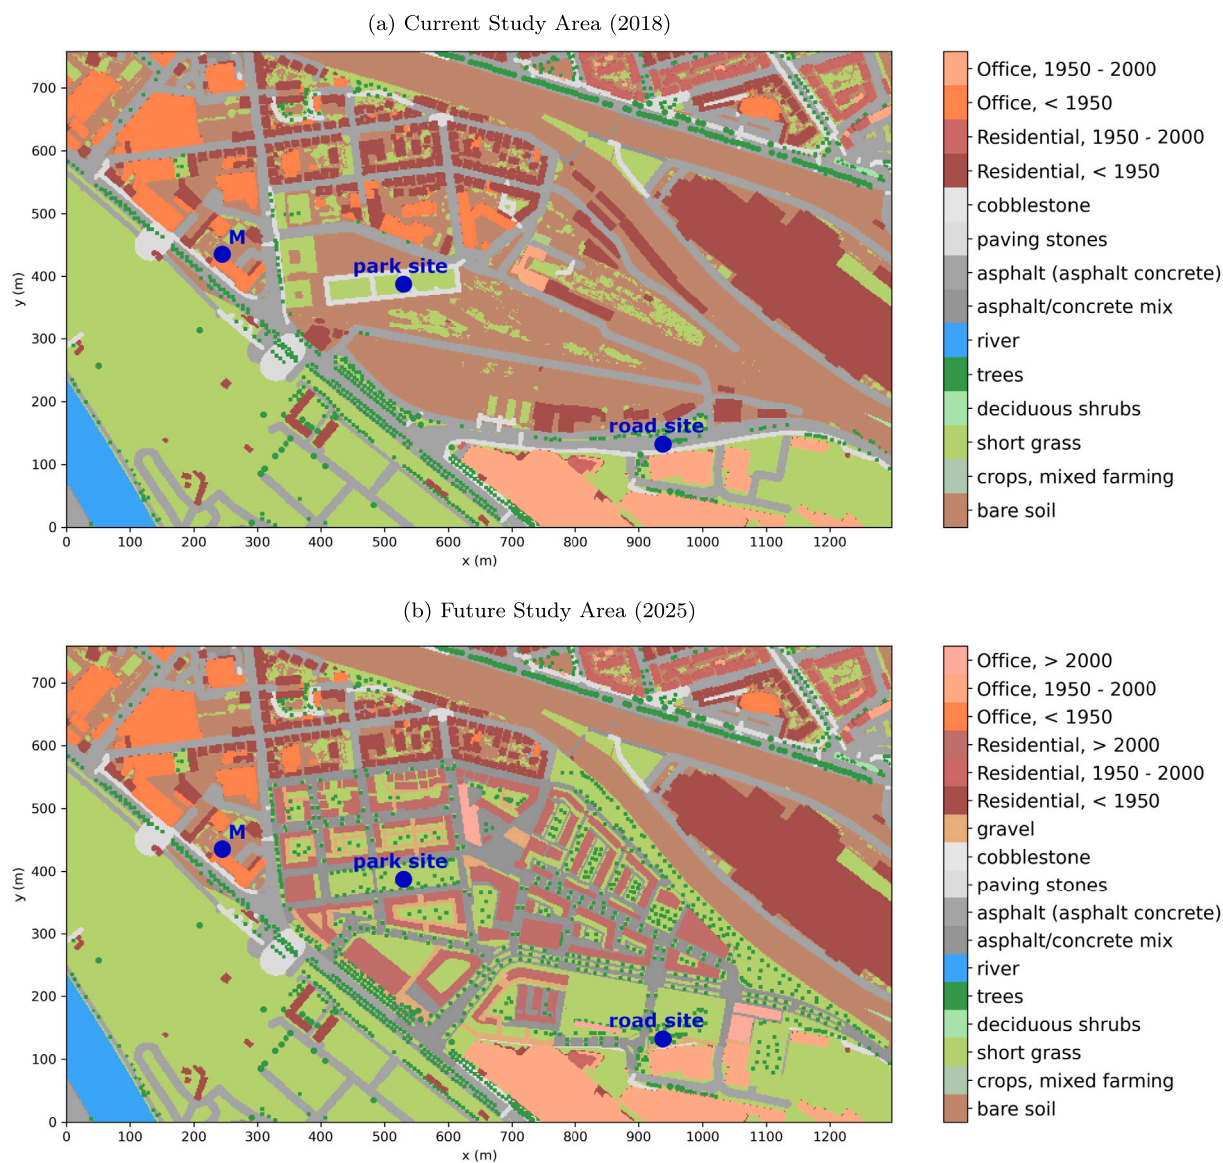 (a) Current Study Area (2018)
700
600
500
400
300
200
100
0
y (m)
M
park site
road site
0 100 200 300 400 500 600 700 800 900 1000 1100 1200
x (m)
Office, 1950 - 2000
Office, < 1950
Residential, 1950 - 2000
Residential, < 1950
cobblestone
paving stones
asphalt (asphalt concrete)
asphalt/concrete mix
river
trees
deciduous shrubs
short grass
crops, mixed farming
bare soil
(b) Future Study Area (2025)
700
600
500
400
300
200
100
0
y (m)
M
park site
road site
0 100 200 300 400 500 600 700 800 900 1000 1100 1200
x (m)
Office, > 2000
Office, 1950 - 2000
Office, < 1950
Residential, > 2000
Residential, 1950 - 2000
Residential, < 1950
gravel
cobblestone
paving stones
asphalt (asphalt concrete)
asphalt/concrete mix
river
trees
deciduous shrubs
short grass
crops, mixed farming
bare soil